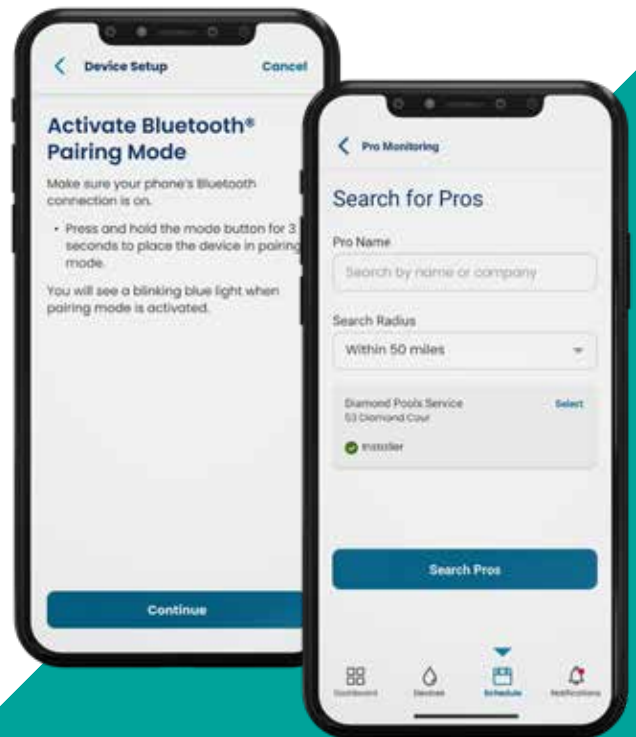 Device Setup
Cancel
Activate Bluetooth®
Pairing Mode
Make sure your phone's Bluetooth
connection is on.
• Press and hold the mode button for 3
seconds to place the device in pairing
mode.
You will see a blinking blue light when
pairing mode is activated.
Continue
Pro Monitoring
Search for Pros
Pro Name
Search by name or company
Search Radius
Within 50 miles
Diamond Pools Service
Select
53 Diamond Cour
Installer
Search Pros
Dashboard
Devices
Schedule
Notifications